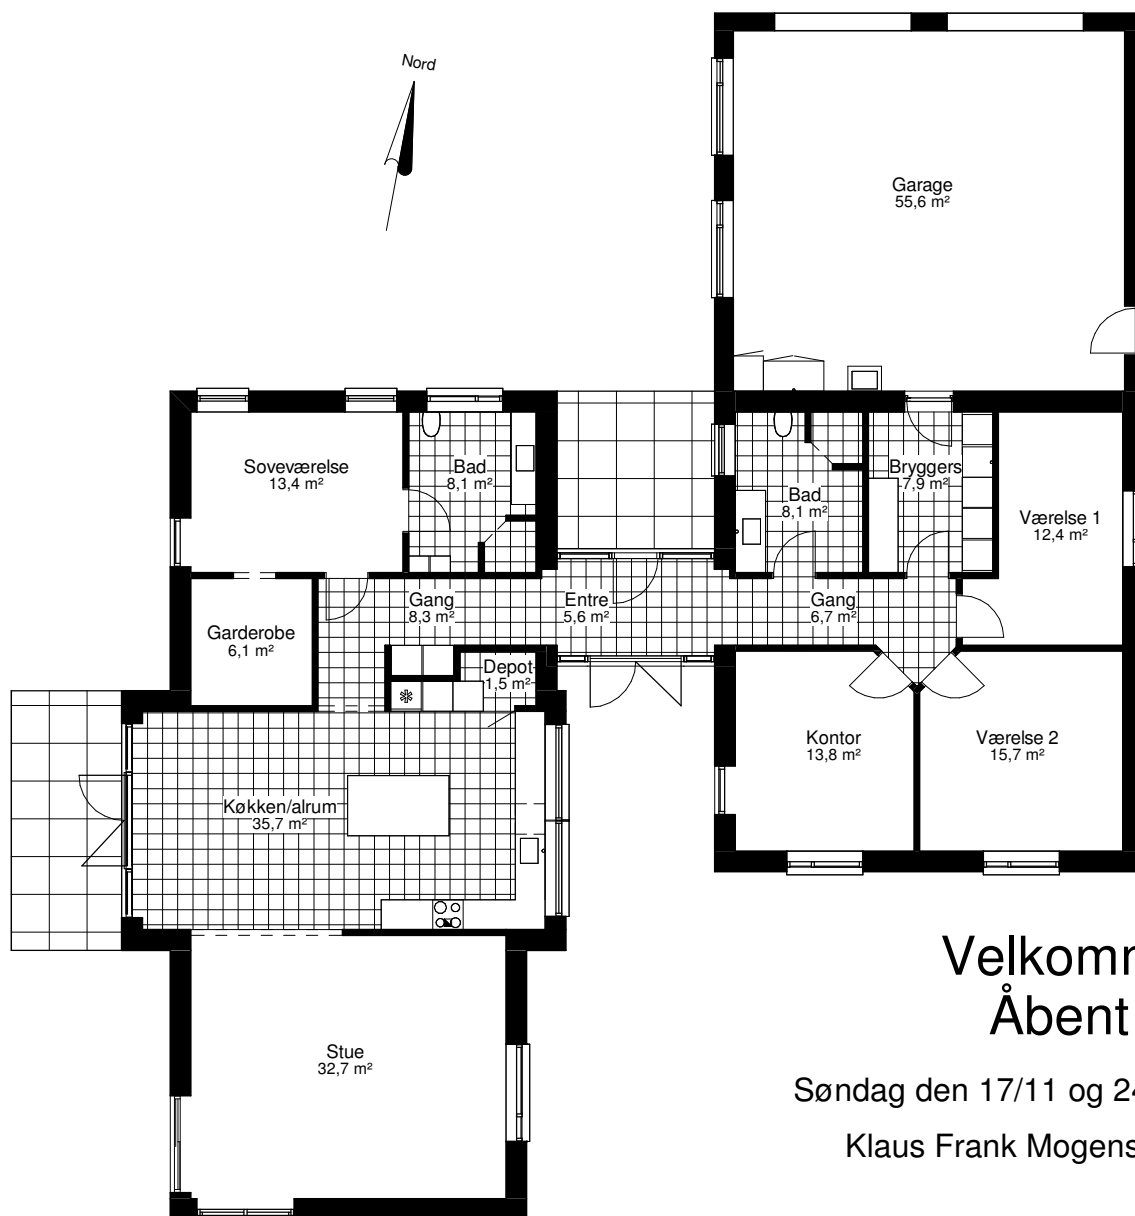 Nord
Garage
55,6 m²
Soveværelse
13,4 m²
Bad
8,1 m²
Bad
8,1 m²
Bryggers
7,9 m²
Værelse 1
12,4 m²
Garderobe
6,1 m²
Gang
8,3 m²
Entre
5,6 m²
Gang
6,7 m²
Depot
1,5 m²
Kontor
13,8 m²
Værelse 2
15,7 m²
Køkken/alrum
35,7 m²
Stue
32,7 m²
Velkomm
Åbent
Søndag den 17/11 og 24
Klaus Frank Mogens